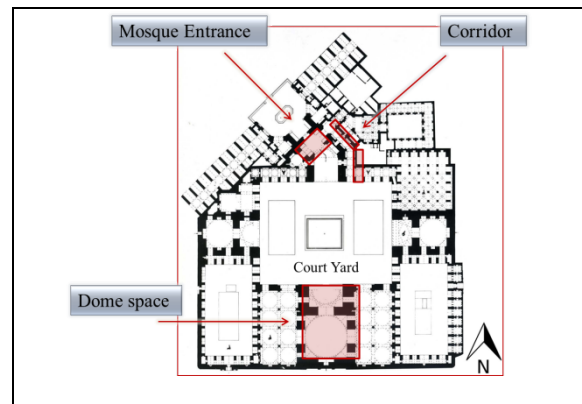 Mosque Entrance
Corridor
Court Yard
Dome space
N